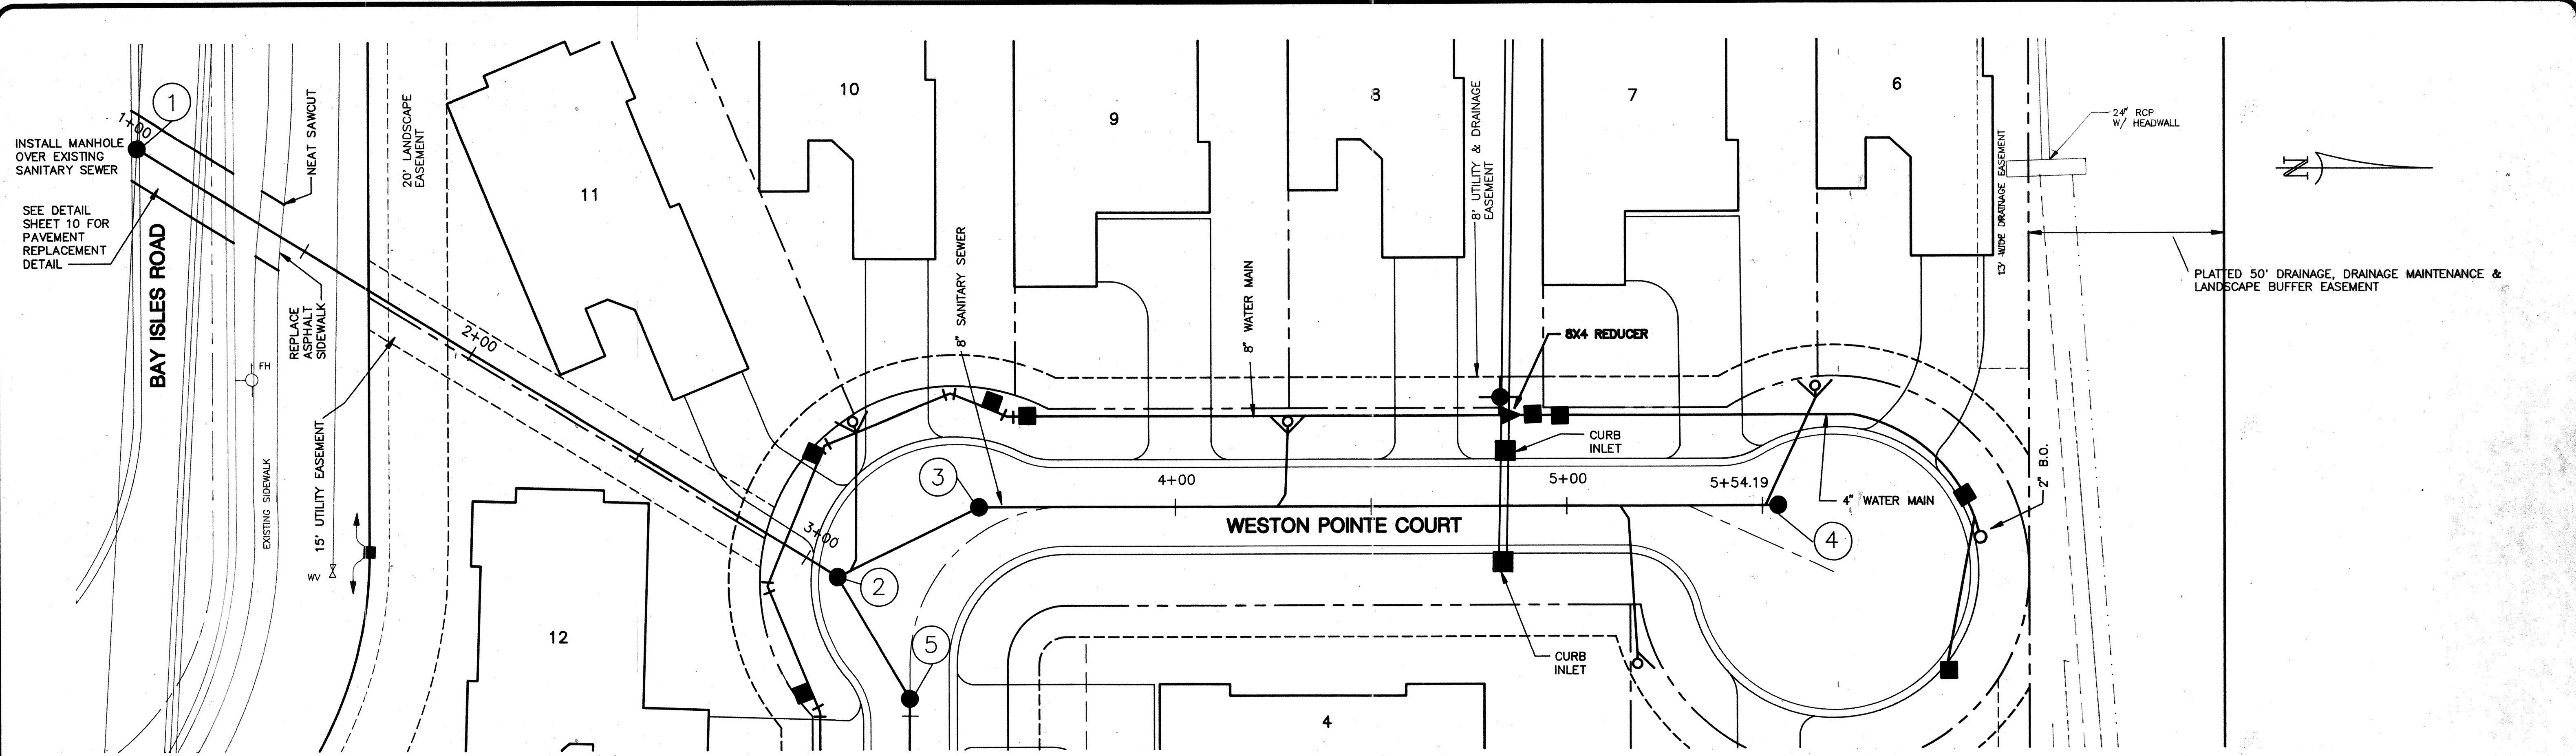 1
1+00
INSTALL MANHOLE
OVER EXISTING
SANITARY SEWER
SEE DETAIL
SHEET 10 FOR
PAVEMENT
REPLACEMENT
DETAIL
BAY ISLES ROAD
NEAT SAWCUT
REPLACE
ASPHALT
SIDEWALK
FH
EXISTING SIDEWALK
15' UTILITY EASEMENT
WV
20' LANDSCAPE
EASEMENT
2+00
11
12
3+00
2
5
3
10
8" SANITARY SEWER
9
8" WATER MAIN
8
8' UTILITY & DRAINAGE
EASEMENT
8X4 REDUCER
7
6
CURB
INLET
4+00
5+00
5+54.19
WESTON POINTE COURT
4" WATER MAIN
4
CURB
INLET
4
2" B.O.
13' WIDE DRAINAGE EASEMENT
24" RCP
W/ HEADWALL
N
PLATTED 50' DRAINAGE, DRAINAGE MAINTENANCE &
LANDSCAPE BUFFER EASEMENT